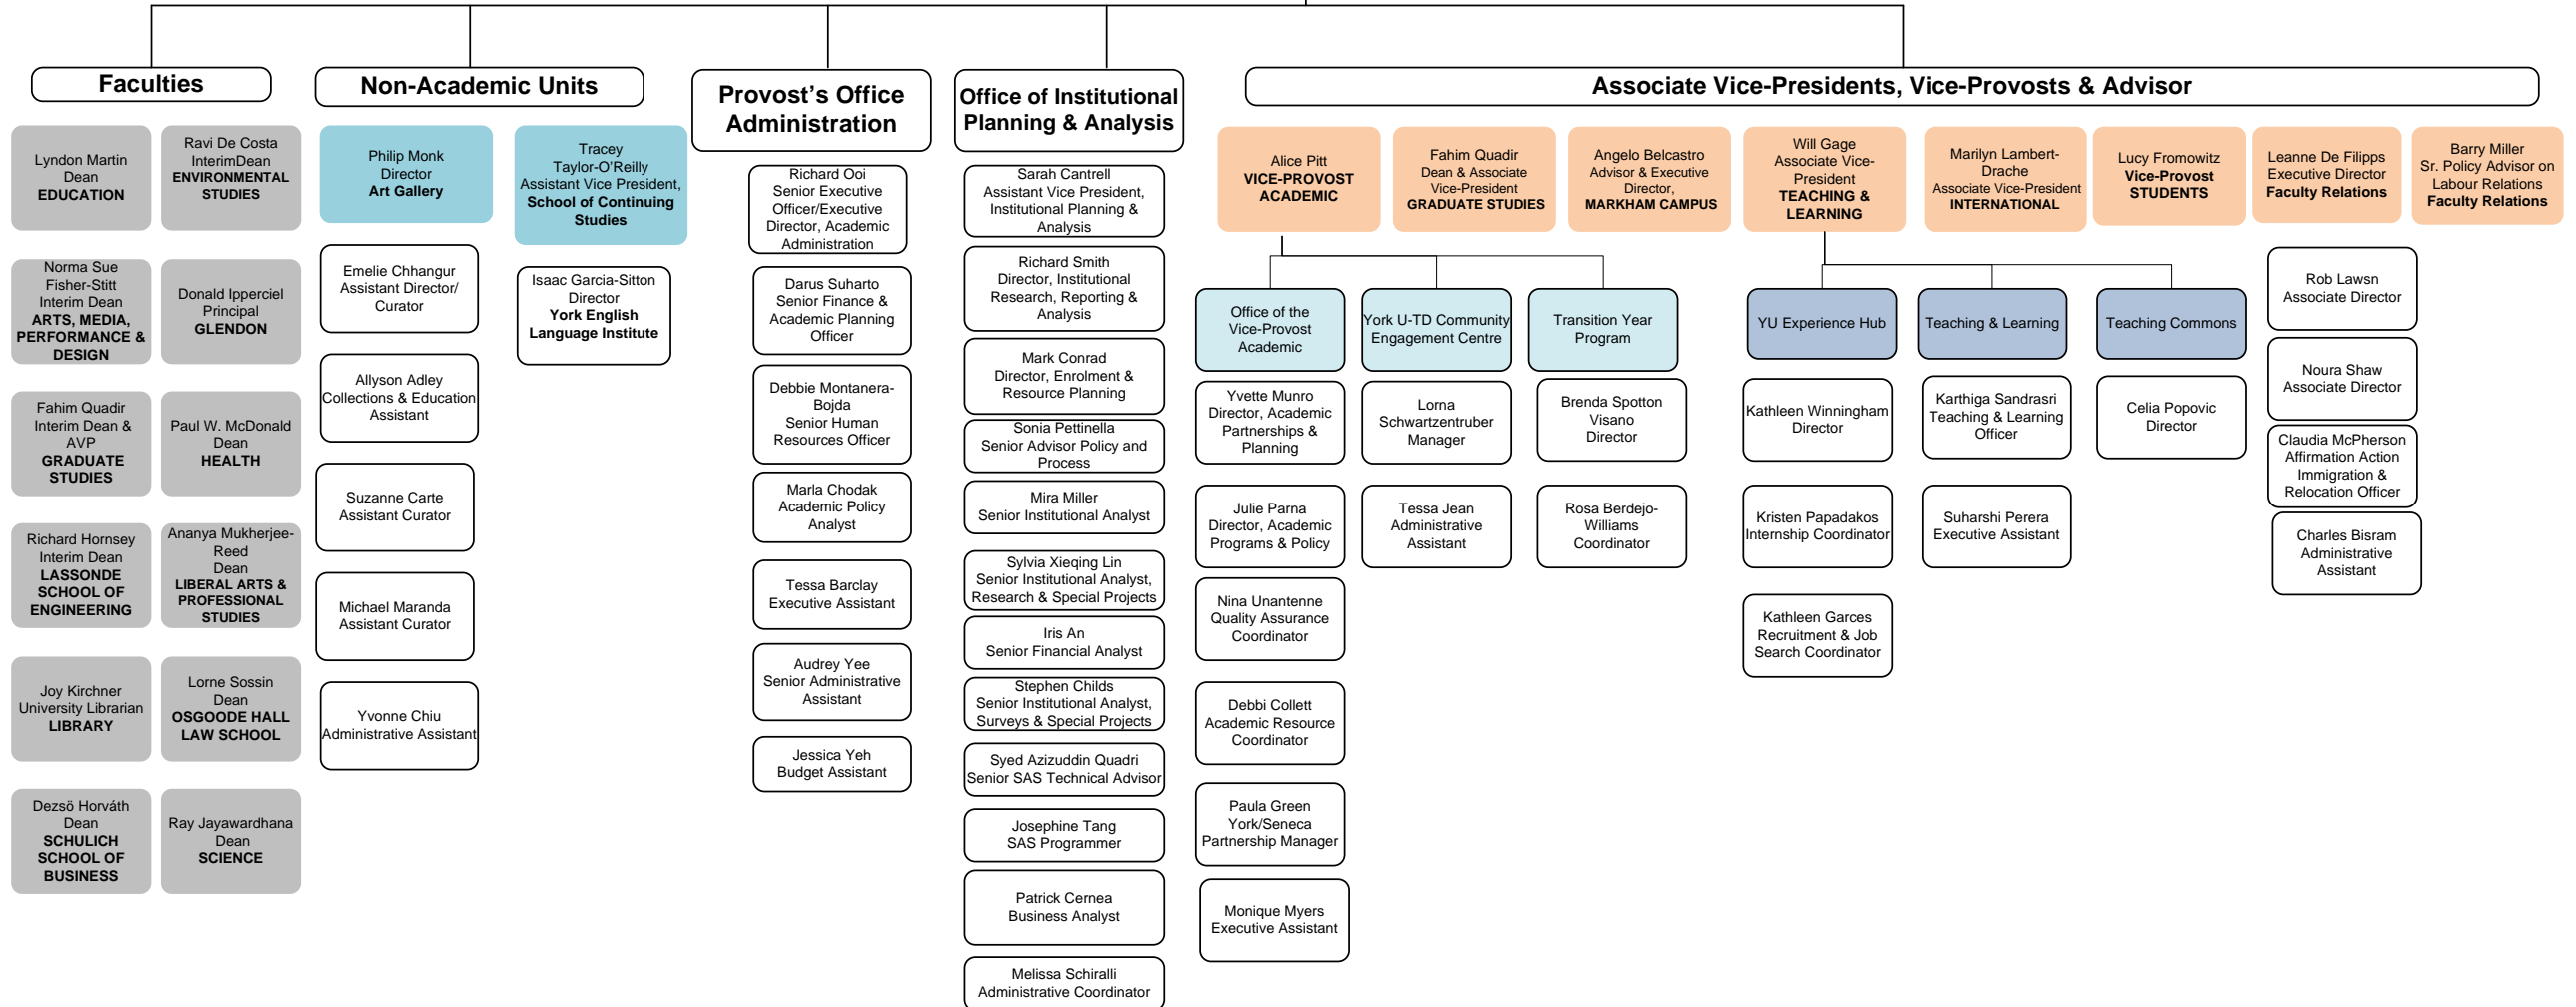 Faculties
Lyndon Martin
Dean
EDUCATION
Ravi De Costa
InterimDean
ENVIRONMENTAL
STUDIES
Norma Sue
Fisher-Stitt
Interim Dean
ARTS, MEDIA,
PERFORMANCE &
DESIGN
Donald Ipperciel
Principal
GLENDON
Fahim Quadir
Interim Dean &
AVP
GRADUATE
STUDIES
Paul W. McDonald
Dean
HEALTH
Richard Hornsey
Interim Dean
LASSONDE
SCHOOL OF
ENGINEERING
Ananya Mukherjee-
Reed
Dean
LIBERAL ARTS &
PROFESSIONAL
STUDIES
Joy Kirchner
University Librarian
LIBRARY
Lorne Sossin
Dean
OSGOODE HALL
LAW SCHOOL
Dezsö Horváth
Dean
SCHULICH
SCHOOL OF
BUSINESS
Ray Jayawardhana
Dean
SCIENCE
Non-Academic Units
Philip Monk
Director
Art Gallery
Emelie Chhangur
Assistant Director/
Curator
Allyson Adley
Collections & Education
Assistant
Suzanne Carte
Assistant Curator
Michael Maranda
Assistant Curator
Yvonne Chiu
Administrative Assistant
Tracey
Taylor-O'Reilly
Assistant Vice President,
School of Continuing
Studies
Isaac Garcia-Sitton
Director
York English
Language Institute
Provost's Office
Administration
Richard Ooi
Senior Executive
Officer/Executive
Director, Academic
Administration
Darus Suharto
Senior Finance &
Academic Planning
Officer
Debbie Montanera-
Bojda
Senior Human
Resources Officer
Marla Chodak
Academic Policy
Analyst
Tessa Barclay
Executive Assistant
Audrey Yee
Senior Administrative
Assistant
Jessica Yeh
Budget Assistant
Office of Institutional
Planning & Analysis
Sarah Cantrell
Assistant Vice President,
Institutional Planning &
Analysis
Richard Smith
Director, Institutional
Research, Reporting &
Analysis
Mark Conrad
Director, Enrolment &
Resource Planning
Sonia Pettinella
Senior Advisor Policy and
Process
Mira Miller
Senior Institutional Analyst
Sylvia Xieqing Lin
Senior Institutional Analyst,
Research & Special Projects
Iris An
Senior Financial Analyst
Stephen Childs
Senior Institutional Analyst,
Surveys & Special Projects
Syed Azizuddin Quadri
Senior SAS Technical Advisor
Josephine Tang
SAS Programmer
Patrick Cernea
Business Analyst
Melissa Schiralli
Administrative Coordinator
Associate Vice-Presidents, Vice-Provosts & Advisor
Alice Pitt
VICE-PROVOST
ACADEMIC
Fahim Quadir
Dean & Associate
Vice-President
GRADUATE STUDIES
Angelo Belcastro
Advisor & Executive
Director,
MARKHAM CAMPUS
Will Gage
Associate Vice-
President
TEACHING &
LEARNING
Marilyn Lambert-
Drache
Associate Vice-President
INTERNATIONAL
Lucy Fromowitz
Vice-Provost
STUDENTS
Leanne De Filipps
Executive Director
Faculty Relations
Barry Miller
Sr. Policy Advisor on
Labour Relations
Faculty Relations
Office of the
Vice-Provost
Academic
Yvette Munro
Director, Academic
Partnerships &
Planning
Julie Parna
Director, Academic
Programs & Policy
Nina Unantenne
Quality Assurance
Coordinator
Debbi Collett
Academic Resource
Coordinator
Paula Green
York/Seneca
Partnership Manager
Monique Myers
Executive Assistant
York U-TD Community
Engagement Centre
Lorna
Schwartzentruber
Manager
Tessa Jean
Administrative
Assistant
Transition Year
Program
Brenda Spotton
Visano
Director
Rosa Berdejo-
Williams
Coordinator
YU Experience Hub
Kathleen Winningham
Director
Kristen Papadakos
Internship Coordinator
Kathleen Garces
Recruitment & Job
Search Coordinator
Teaching & Learning
Karthiga Sandrasri
Teaching & Learning
Officer
Suharshi Perera
Executive Assistant
Teaching Commons
Celia Popovic
Director
Rob Lawsn
Associate Director
Noura Shaw
Associate Director
Claudia McPherson
Affirmation Action
Immigration &
Relocation Officer
Charles Bisram
Administrative
Assistant